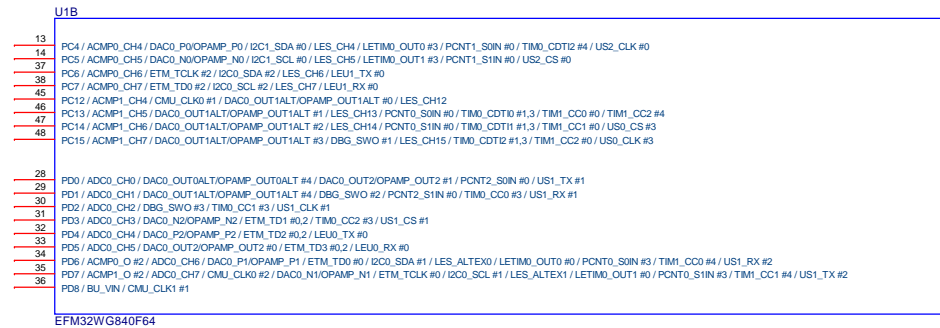 U1B
13 PC4 / ACMP0_CH4 / DAC0_P0/OPAMP_P0 / I2C1_SDA #0 / LES_CH4 / LETIM0_OUT0 #3 / PCNT1_S0IN #0 / TIM0_CDTI2 #4 / US2_CLK #0
14 PC5 / ACMP0_CH5 / DAC0_N0/OPAMP_N0 / I2C1_SCL #0 / LES_CH5 / LETIM0_OUT1 #3 / PCNT1_S1IN #0 / US2_CS #0
37 PC6 / ACMP0_CH6 / ETM_TCLK #2 / I2C0_SDA #2 / LES_CH6 / LEU1_TX #0
38 PC7 / ACMP0_CH7 / ETM_TD0 #2 / I2C0_SCL #2 / LES_CH7 / LEU1_RX #0
45 PC12 / ACMP1_CH4 / CMU_CLK0 #1 / DAC0_OUT1ALT/OPAMP_OUT1ALT #0 / LES_CH12
46 PC13 / ACMP1_CH5 / DAC0_OUT1ALT/OPAMP_OUT1ALT #1 / LES_CH13 / PCNT0_S0IN #0 / TIM0_CDTI0 #1,3 / TIM1_CC0 #0 / TIM1_CC2 #4
47 PC14 / ACMP1_CH6 / DAC0_OUT1ALT/OPAMP_OUT1ALT #2 / LES_CH14 / PCNT0_S1IN #0 / TIM0_CDTI1 #1,3 / TIM1_CC1 #0 / US0_CS #3
48 PC15 / ACMP1_CH7 / DAC0_OUT1ALT/OPAMP_OUT1ALT #3 / DBG_SWO #1 / LES_CH15 / TIM0_CDTI2 #1,3 / TIM1_CC2 #0 / US0_CLK #3
28 PD0 / ADC0_CH0 / DAC0_OUT0ALT/OPAMP_OUT0ALT #4 / DAC0_OUT2/OPAMP_OUT2 #1 / PCNT2_S0IN #0 / US1_TX #1
29 PD1 / ADC0_CH1 / DAC0_OUT1ALT/OPAMP_OUT1ALT #4 / DBG_SWO #2 / PCNT2_S1IN #0 / TIM0_CC0 #3 / US1_RX #1
30 PD2 / ADC0_CH2 / DBG_SWO #3 / TIM0_CC1 #3 / US1_CLK #1
31 PD3 / ADC0_CH3 / DAC0_N2/OPAMP_N2 / ETM_TD1 #0,2 / TIM0_CC2 #3 / US1_CS #1
32 PD4 / ADC0_CH4 / DAC0_P2/OPAMP_P2 / ETM_TD2 #0,2 / LEU0_TX #0
33 PD5 / ADC0_CH5 / DAC0_OUT2/OPAMP_OUT2 #0 / ETM_TD3 #0,2 / LEU0_RX #0
34 PD6 / ACMP0_O #2 / ADC0_CH6 / DAC0_P1/OPAMP_P1 / ETM_TD0 #0 / I2C0_SDA #1 / LES_ALTEX0 / LETIM0_OUT0 #0 / PCNT0_S0IN #3 / TIM1_CC0 #4 / US1_RX #2
35 PD7 / ACMP1_O #2 / ADC0_CH7 / CMU_CLK0 #2 / DAC0_N1/OPAMP_N1 / ETM_TCLK #0 / I2C0_SCL #1 / LES_ALTEX1 / LETIM0_OUT1 #0 / PCNT0_S1IN #3 / TIM1_CC1 #4 / US1_TX #2
36 PD8 / BU_VIN / CMU_CLK1 #1
EFM32WG840F64